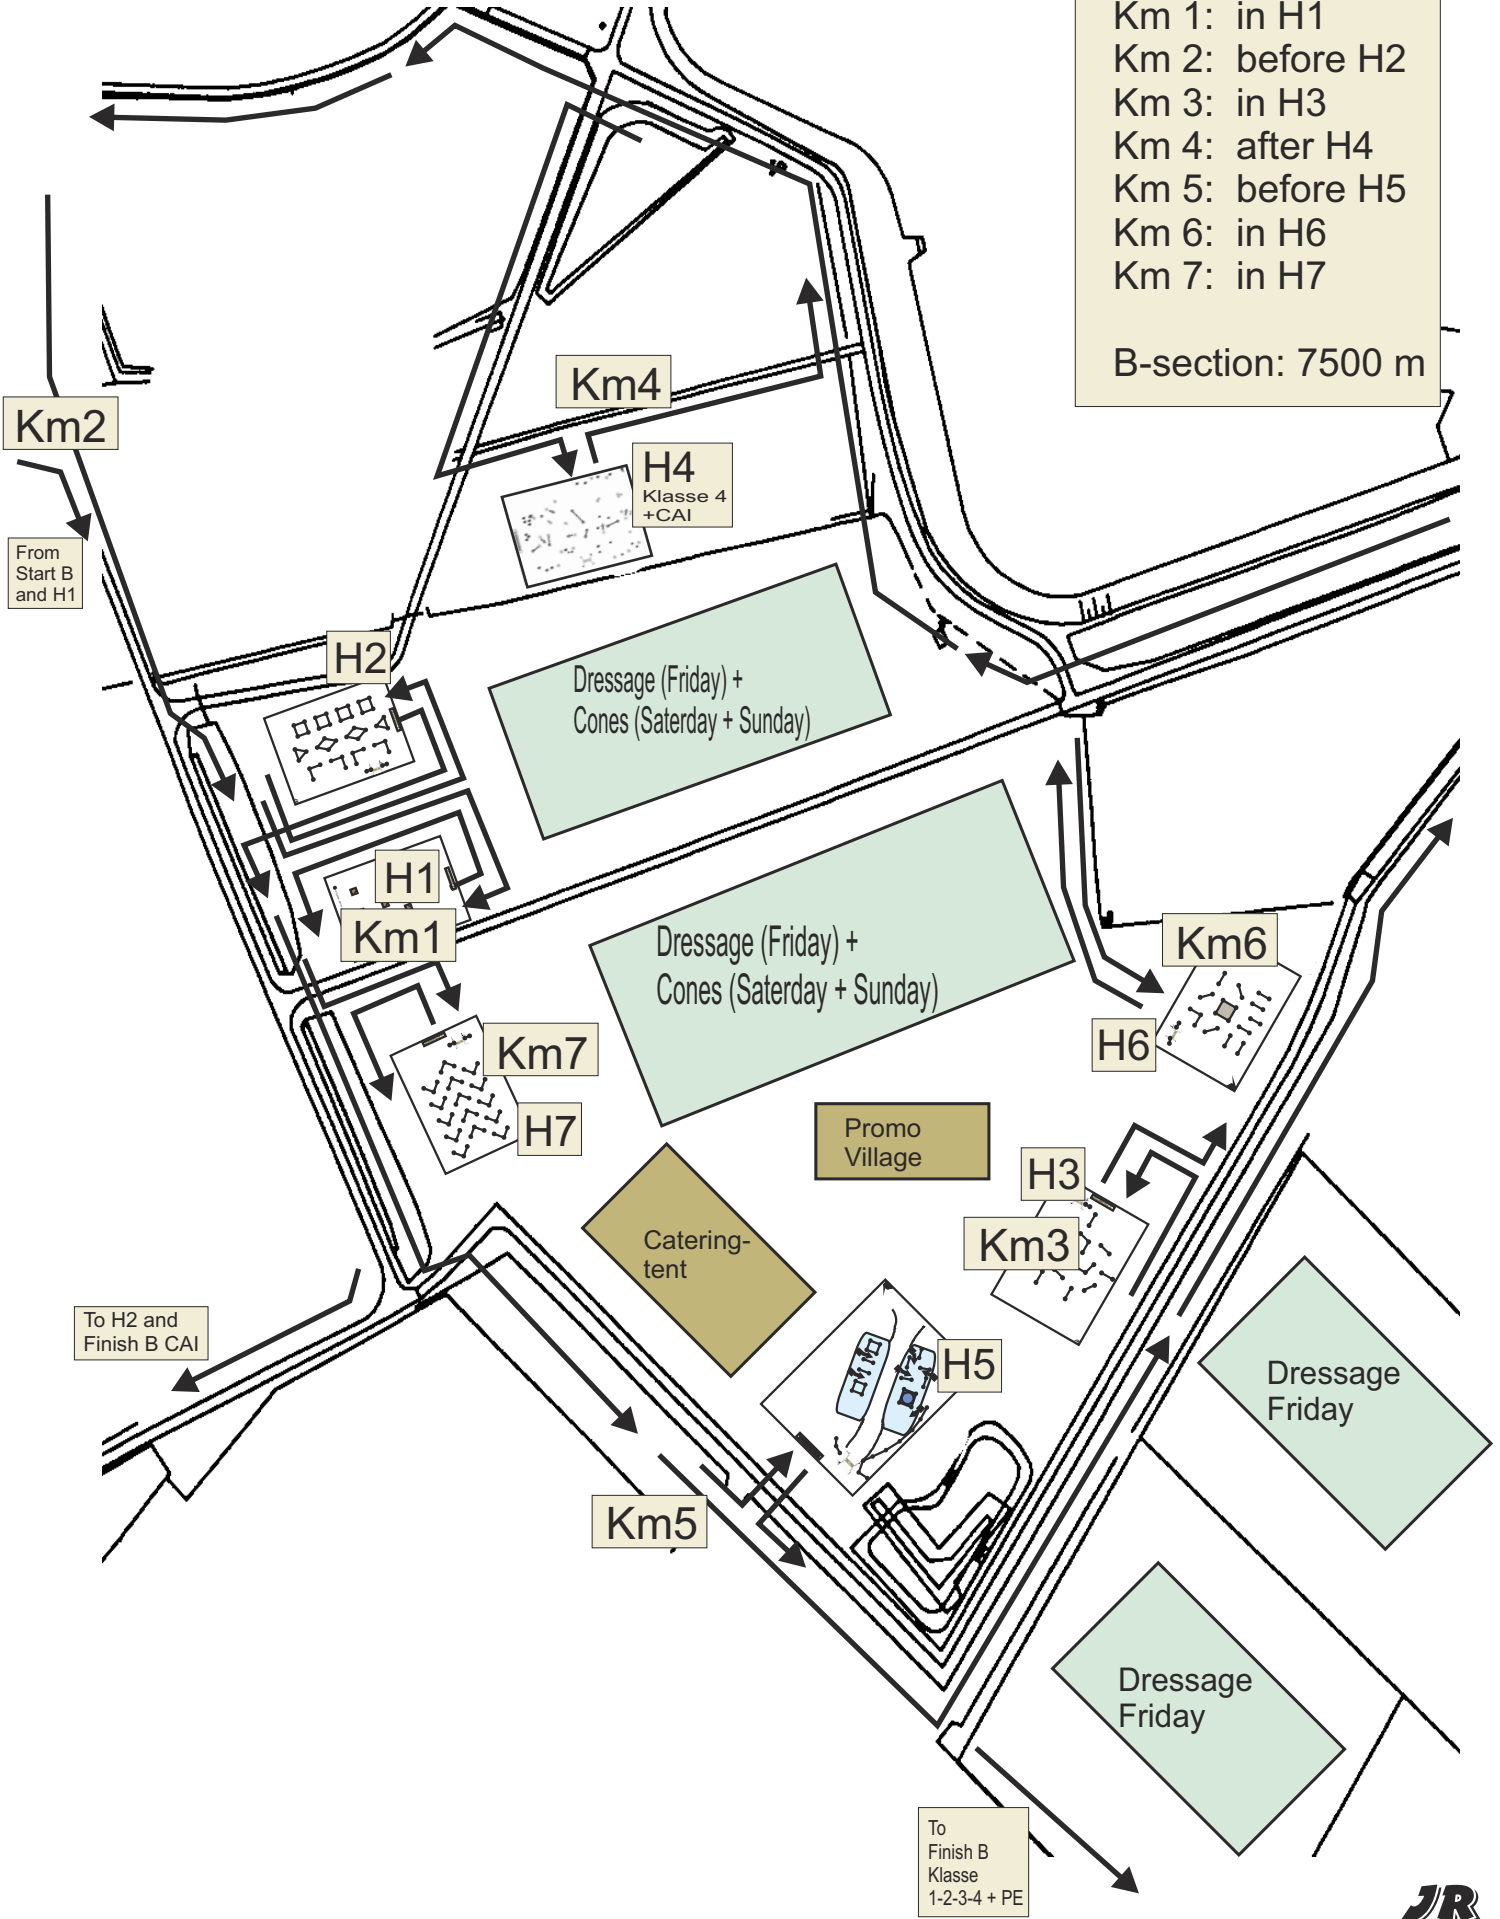 Km 1: in H1
Km 2: before H2
Km 3: in H3
Km 4: after H4
Km 5: before H5
Km 6: in H6
Km 7: in H7
B-section: 7500 m
Km4
Km2
H4
Klasse 4
+CAI
From
Start B
and H1
H2
Dressage (Friday) +
Cones (Saterday + Sunday)
H1
Km1
Dressage (Friday) +
Cones (Saterday + Sunday)
Km6
H6
Km7
H7
Promo
Village
H3
Km3
Catering-
tent
To H2 and
Finish B CAI
H5
Dressage
Friday
Km5
Dressage
Friday
To
Finish B
Klasse
1-2-3-4 + PE
JR